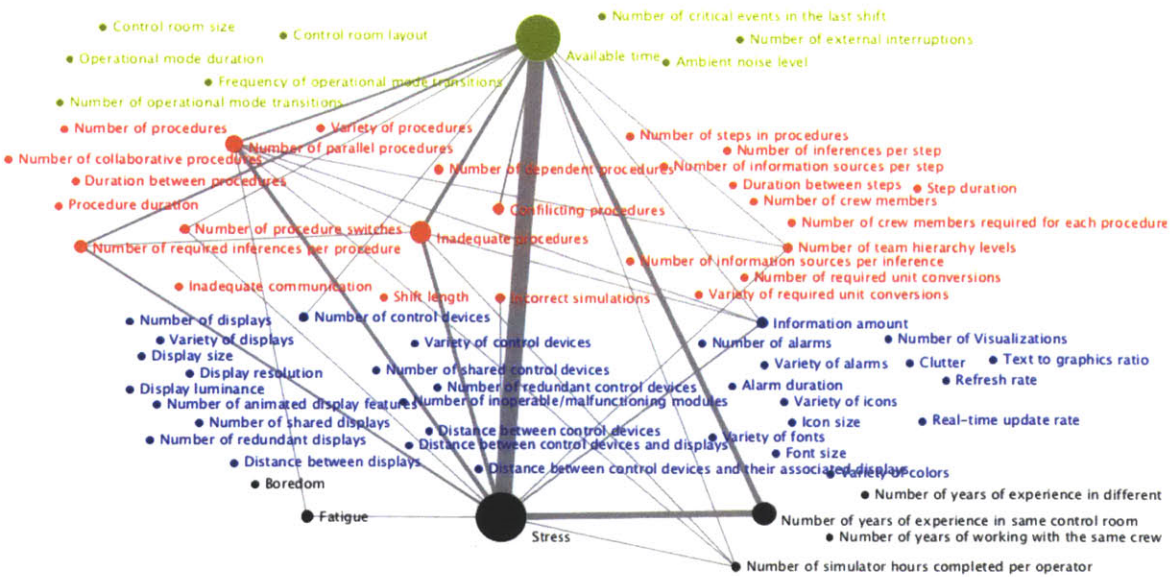 Number of critical events in the last shift
Control room size
Control room layout
Number of external interruptions
Operational mode duration
Available time
Ambient noise level
Frequency of operational mode transitions
Number of operational mode transitions
Number of procedures
Variety of procedures
Number of steps in procedures
Number of parallel procedures
Number of inferences per step
Number of collaborative procedures
Number of dependent procedures
Number of information sources per step
Duration between procedures
Duration between steps
Step duration
Procedure duration
Conflicting procedures
Number of crew members
Number of crew members required for each procedure
Number of procedure switches
Inadequate procedures
Number of required inferences per procedure
Number of team hierarchy levels
Number of information sources per inference
Number of required unit conversions
Inadequate communication
Shift length
Incorrect simulations
Variety of required unit conversions
Number of displays
Number of control devices
Information amount
Variety of displays
Variety of control devices
Number of alarms
Number of Visualizations
Display size
Variety of alarms
Clutter
Text to graphics ratio
Display resolution
Number of shared control devices
Refresh rate
Display luminance
Number of redundant control devices
Alarm duration
Number of animated display features
Number of inoperable/malfunctioning modules
Variety of icons
Number of shared displays
Icon size
Real-time update rate
Distance between control devices
Number of redundant displays
Distance between control devices and displays
Variety of fonts
Font size
Distance between displays
Distance between control devices and their associated displays
Variety of colors
Boredom
Number of years of experience in different
Fatigue
Number of years of experience in same control room
Stress
Number of years of working with the same crew
Number of simulator hours completed per operator